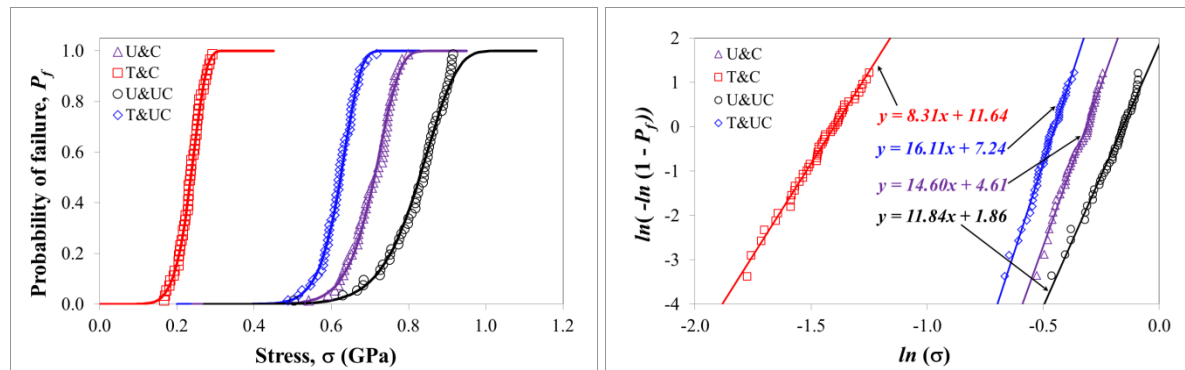 Probability of failure, P_f
1.0
0.8
0.6
0.4
0.2
0.0
U&C
T&C
U&UC
T&UC
0.0 0.2 0.4 0.6 0.8 1.0 1.2
Stress, σ (GPa)
ln( -ln (1 - P_f))
2
1
0
-1
-2
-3
-4
U&C
T&C
U&UC
T&UC
y = 8.31x + 11.64
y = 16.11x + 7.24
y = 14.60x + 4.61
y = 11.84x + 1.86
-2.0 -1.5 -1.0 -0.5 0.0
ln (σ)